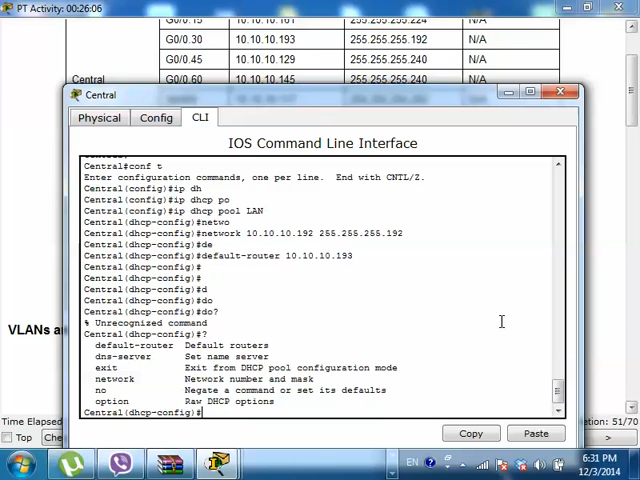 PT Activity: 00:26:06
G0/0.15 10.10.10.161 255.255.255.224 N/A
G0/0.30 10.10.10.193 255.255.255.192 N/A
G0/0.45 10.10.10.129 255.255.255.240 N/A
Central G0/0.60 10.10.10.145 255.255.255.240 N/A
Central
Physical Config CLI
IOS Command Line Interface
Central#conf t
Enter configuration commands, one per line. End with CNTL/Z.
Central(config)#ip dh
Central(config)#ip dhcp po
Central(config)#ip dhcp pool LAN
Central(dhcp-config)#netwo
Central(dhcp-config)#network 10.10.10.192 255.255.255.192
Central(dhcp-config)#de
Central(dhcp-config)#default-router 10.10.10.193
Central(dhcp-config)#
Central(dhcp-config)#
Central(dhcp-config)#d
Central(dhcp-config)#do
Central(dhcp-config)#do?
% Unrecognized command
Central(dhcp-config)#?
default-router Default routers
dns-server Set name server
exit Exit from DHCP pool configuration mode
network Network number and mask
no Negate a command or set its defaults
option Raw DHCP options
Central(dhcp-config)#
VLANs
Copy Paste
Time Elapsed
51/70
Top
>
EN
6:31 PM
12/3/2014